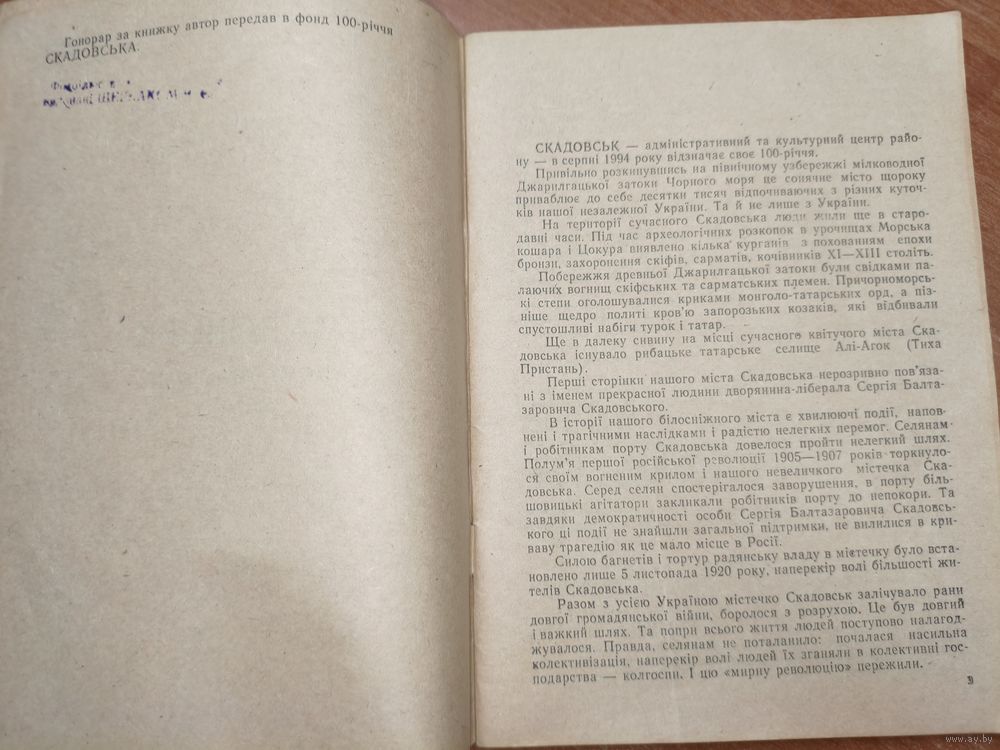 Гонорар за книжку автор передав в фонд 100-річчя
СКАДОВСЬКА.
СКАДОВСЬК — адміністративний та культурний центр райо-
ну — в серпні 1994 року відзначає своє 100-річчя.
Привільно розкинувшись на північному узбережжі мілководної
Джарилгацької затоки Чорного моря це сонячне місто щороку
приваблює до себе десятки тисяч відпочиваючих з різних куточ-
ків нашої незалежної України. Та й не лише з України.
На території сучасного Скадовська люди жили ще в старо-
давні часи. Під час археологічних розкопок в урочищах Морська
кошара і Цокура виявлено кілька курганів з похованням епохи
бронзи, захоронення скіфів, сарматів, кочівників XI—XIII століть.
Побережжя древньої Джарилгацької затоки були свідками па-
лаючих вогнищ скіфських та сарматських племен. Причорноморсь-
кі степи оголошувалися криками монголо-татарських орд, а піз-
ніше щедро политі кров’ю запорозьких козаків, які відбивали
спустошливі набіги турок і татар.
Ще в далеку сивину на місці сучасного квітучого міста Ска-
довська існувало рибацьке татарське селище Алі-Агок (Тиха
Пристань).
Перші сторінки нашого міста Скадовська нерозривно пов’яза-
ні з іменем прекрасної людини дворянина-ліберала Сергія Балта-
заровича Скадовського.
В історії нашого білосніжного міста є хвилюючі події, напов-
нені і трагічними наслідками і радістю нелегких перемог. Селянам
і робітникам порту Скадовська довелося пройти нелегкий шлях.
Полум’я першої російської революції 1905—1907 років торкнуло-
ся своїм вогненим крилом і нашого невеличкого містечка Ска-
довська. Серед селян спостерігалося заворушення, в порту біль-
шовицькі агітатори закликали робітників порту до непокори. Та
завдяки демократичності особи Сергія Балтазаровича Скадовсь-
кого ці події не знайшли загальної підтримки, не вилилися в кри-
ваву трагедію як це мало місце в Росії.
Силою багнетів і тортур радянську владу в містечку було вста-
новлено лише 5 листопада 1920 року, наперекір волі більшості жи-
телів Скадовська.
Разом з усією Україною містечко Скадовськ залічувало рани
довгої громадянської війни, боролося з розрухою. Це був довгий
і важкий шлях. Та попри всього життя людей поступово налагод-
жувалося. Правда, селянам не поталанило: почалася насильна
колективізація, наперекір волі людей їх зганяли в колективні гос-
подарства — колгоспи. І цю «мирну революцію» пережили.
3
www.ay.by